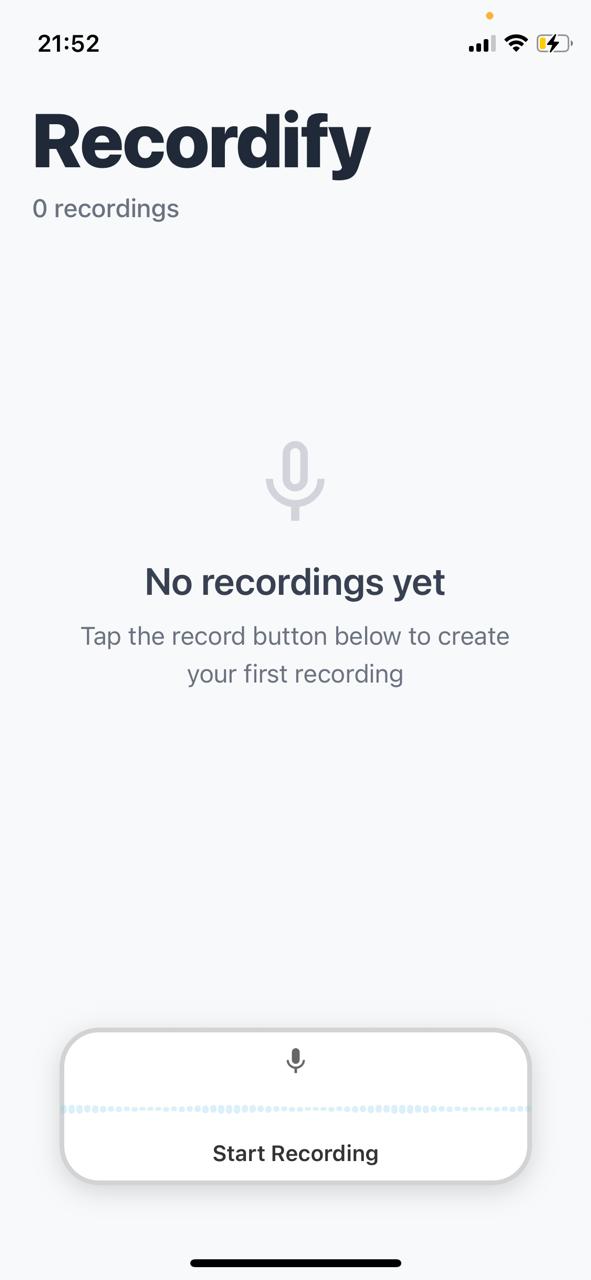 21:52
Recordify
0 recordings
No recordings yet
Tap the record button below to create
your first recording
Start Recording